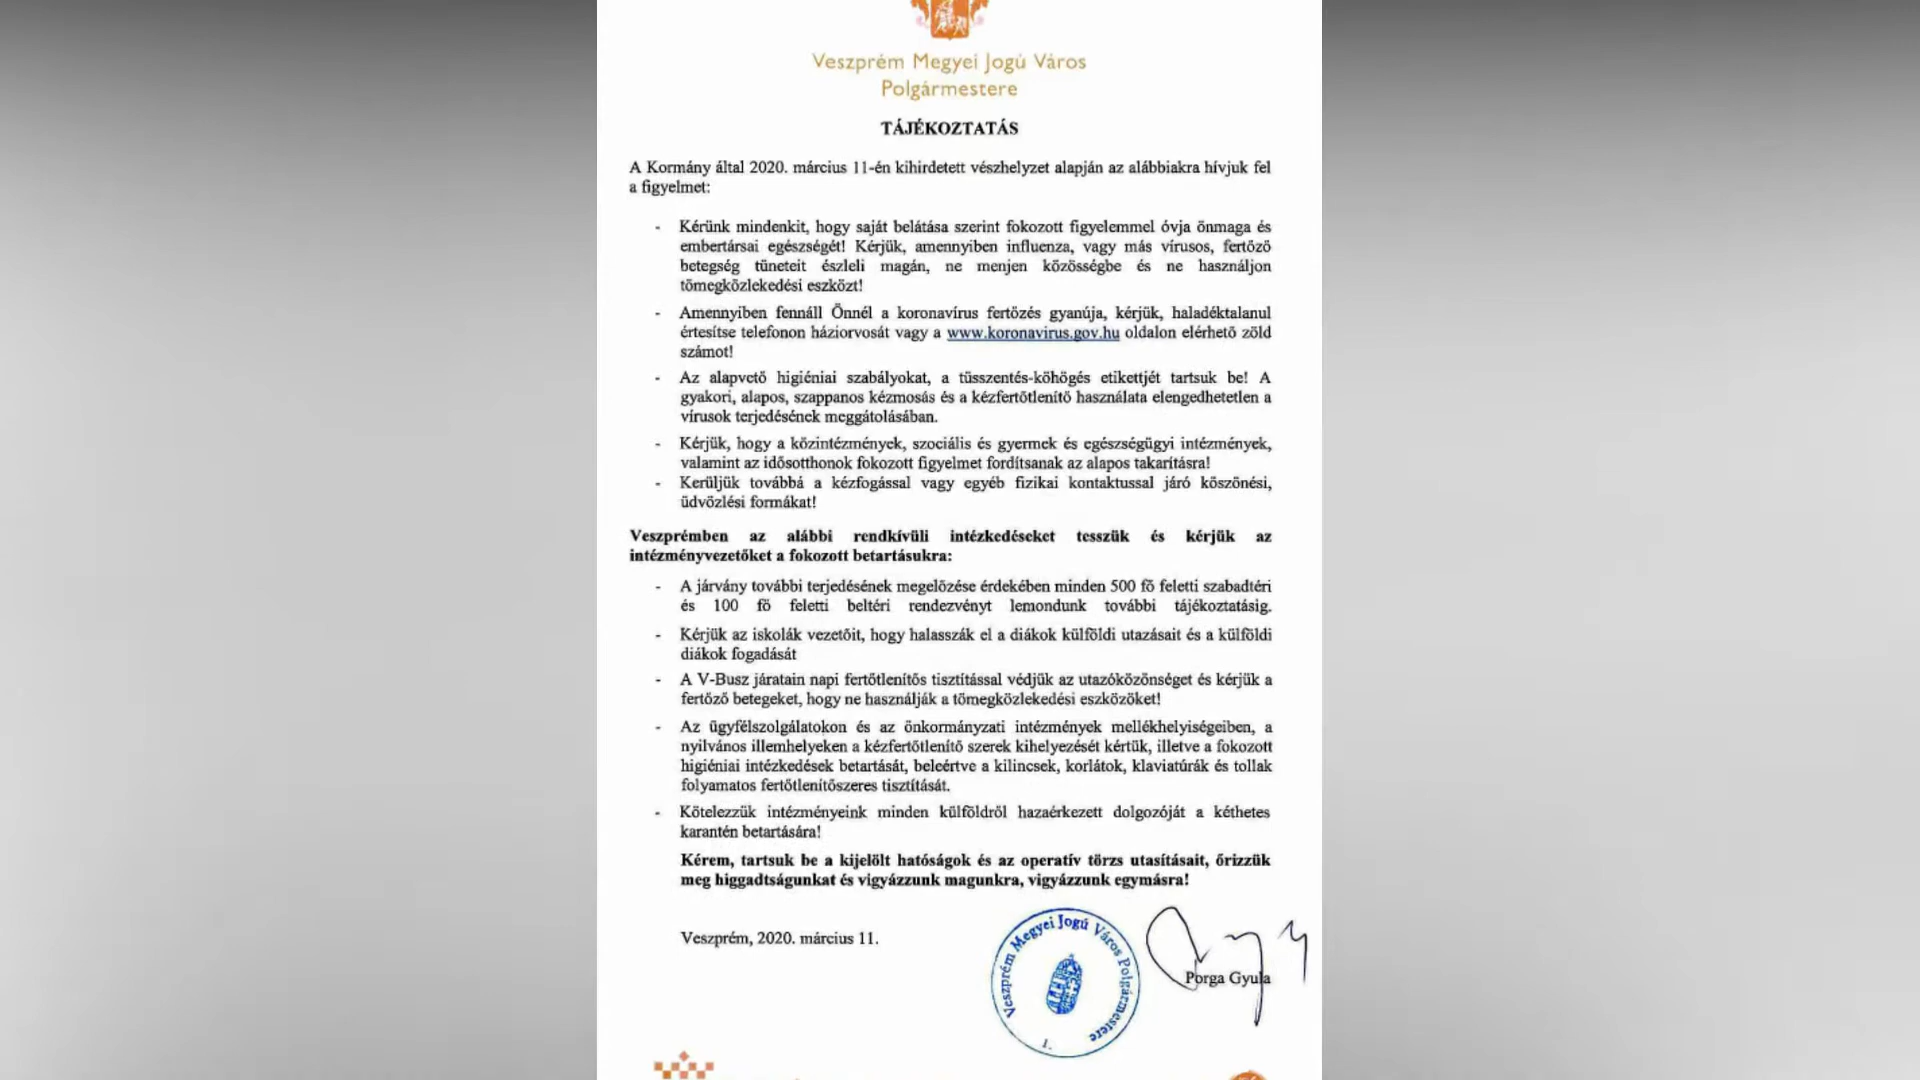 Veszprém Megyei Jogú Város
Polgármestere
TÁJÉKOZTATÁS
A Kormány által 2020. március 11-én kihirdetett vészhelyzet alapján az alábbiakra hívjuk fel
a figyelmet:
- Kérünk mindenkit, hogy saját belátása szerint fokozott figyelemmel óvja önmaga és
embertársai egészségét! Kérjük, amennyiben influenza, vagy más vírusos, fertőző
betegség tüneteit észleli magán, ne menjen közösségbe és ne használjon
tömegközlekedési eszközt!
- Amennyiben fennáll Önnél a koronavírus fertőzés gyanúja, kérjük, haladéktalanul
értesítse telefonon háziorvosát vagy a www.koronavirus.gov.hu oldalon elérhető zöld
számot!
- Az alapvető higiéniai szabályokat, a tüsszentés-köhögés etikettjét tartsuk be! A
gyakori, alapos, szappanos kézmosás és a kézfertőtlenítő használata elengedhetetlen a
vírusok terjedésének meggátolásában.
- Kérjük, hogy a közintézmények, szociális és gyermek és egészségügyi intézmények,
valamint az idősotthonok fokozott figyelmet fordítsanak az alapos takarításra!
- Kerüljük továbbá a kézfogással vagy egyéb fizikai kontaktussal járó köszönési,
üdvözlési formákat!
Veszprémben az alábbi rendkívüli intézkedéseket tesszük és kérjük az
intézményvezetőket a fokozott betartásukra:
- A járvány további terjedésének megelőzése érdekében minden 500 fő feletti szabadtéri
és 100 fő feletti beltéri rendezvényt lemondunk további tájékoztatásig.
- Kérjük az iskolák vezetőit, hogy halasszák el a diákok külföldi utazásait és a külföldi
diákok fogadását
- A V-Busz járatain napi fertőtlenítős tisztítással védjük az utazóközönséget és kérjük a
fertőző betegeket, hogy ne használják a tömegközlekedési eszközöket!
- Az ügyfélszolgálatokon és az önkormányzati intézmények mellékhelyiségeiben, a
nyilvános illemhelyeken a kézfertőtlenítő szerek kihelyezését kértük, illetve a fokozott
higiéniai intézkedések betartását, beleértve a kilincsek, korlátok, klaviatúrák és tollak
folyamatos fertőtlenítőszeres tisztítását.
- Kötelezzük intézményeink minden külföldről hazaérkezett dolgozóját a kéthetes
karantén betartására!
Kérem, tartsuk be a kijelölt hatóságok és az operatív törzs utasításait, őrizzük
meg higgadtságunkat és vigyázzunk magunkra, vigyázzunk egymásra!
Veszprém, 2020. március 11.
Veszprém Megyei Jogú Város Polgármestere
1.
Porga Gyula